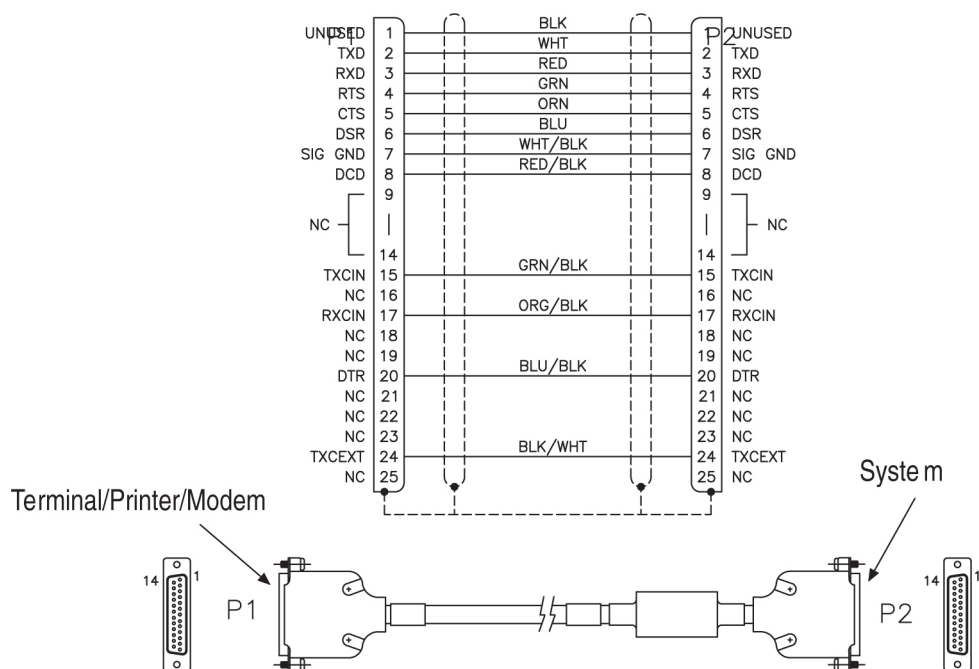 P1 P2
UNUSED 1 BLK 1 UNUSED
TXD 2 WHT 2 TXD
RXD 3 RED 3 RXD
RTS 4 GRN 4 RTS
CTS 5 ORN 5 CTS
DSR 6 BLU 6 DSR
SIG GND 7 WHT/BLK 7 SIG GND
DCD 8 RED/BLK 8 DCD
9 9
NC NC
14 14
TXCIN 15 GRN/BLK 15 TXCIN
NC 16 16 NC
RXCIN 17 ORG/BLK 17 RXCIN
NC 18 18 NC
NC 19 19 NC
DTR 20 BLU/BLK 20 DTR
NC 21 21 NC
NC 22 22 NC
NC 23 23 NC
TXCEXT 24 BLK/WHT 24 TXCEXT
NC 25 25 NC
Terminal/Printer/Modem System
14 1 14 1
P1 P2